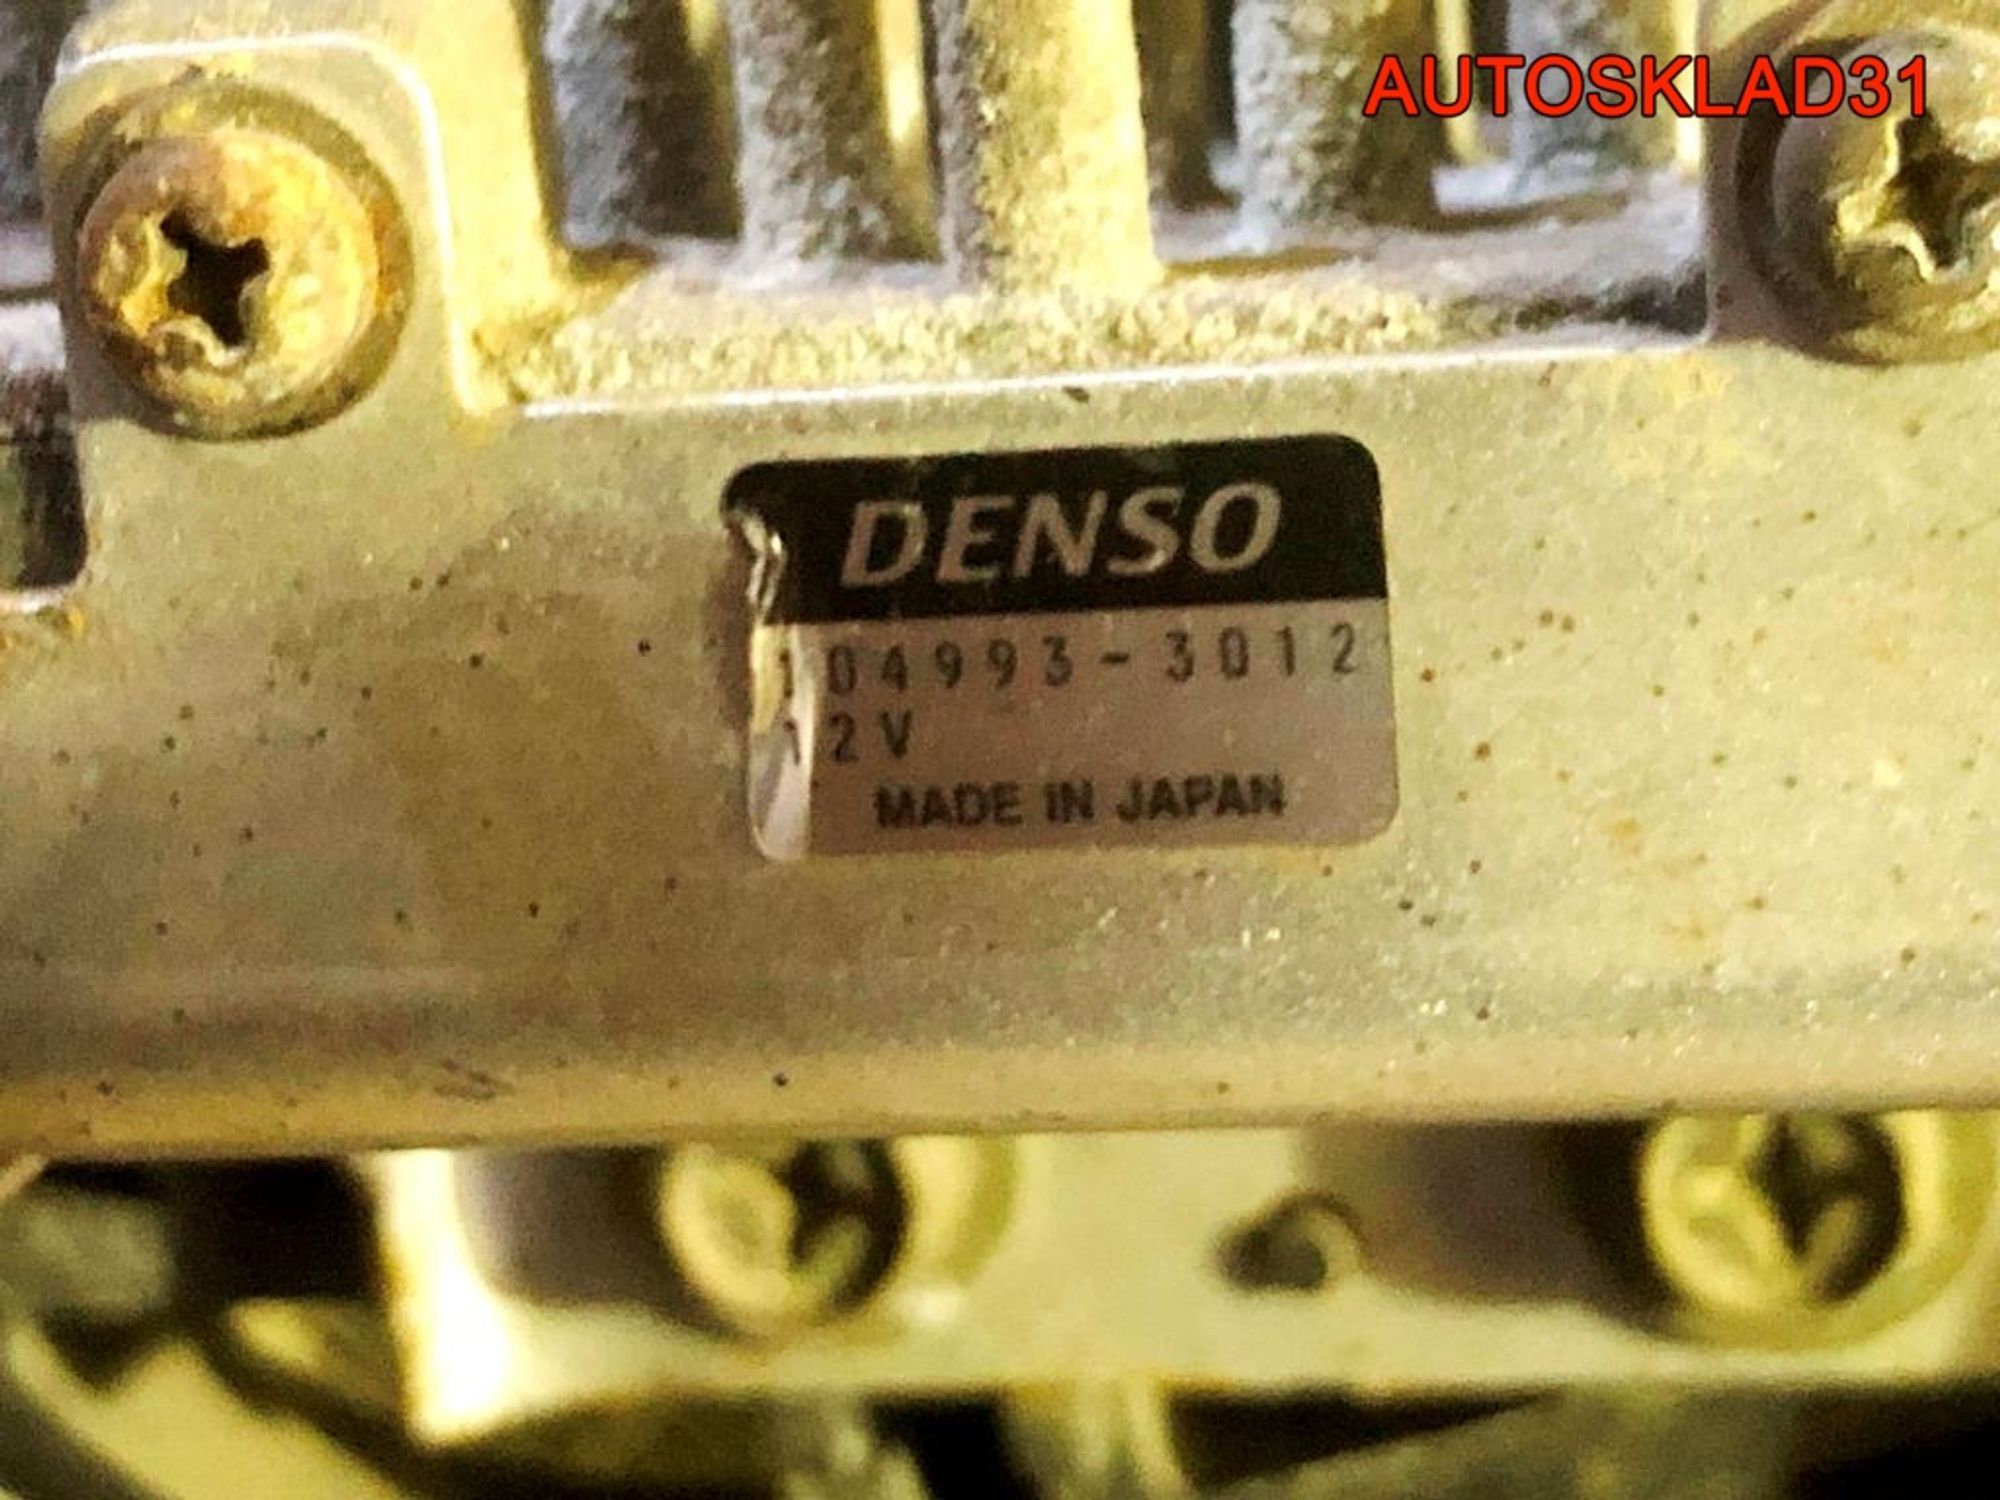 AUTOSKLAD31
DENSO
104993-3012
12V
MADE IN JAPAN